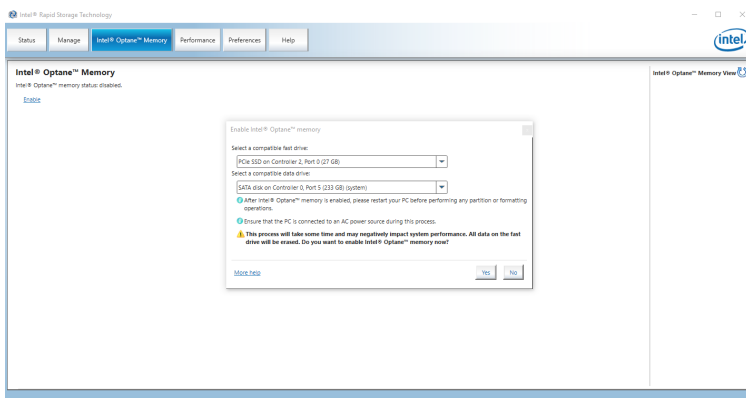 Intel® Rapid Storage Technology
Status Manage Intel® Optane™ Memory Performance Preferences Help
intel.
Intel® Optane™ Memory
Intel® Optane™ memory status: disabled.
Enable
Intel® Optane™ Memory View
Enable Intel® Optane™ memory
Select a compatible fast drive:
PCIe SSD on Controller 2, Port 0 (27 GB)
Select a compatible data drive:
SATA disk on Controller 0, Port 5 (233 GB) (system)
After Intel® Optane™ memory is enabled, please restart your PC before performing any partition or formatting
operations.
Ensure that the PC is connected to an AC power source during this process.
This process will take some time and may negatively impact system performance. All data on the fast
drive will be erased. Do you want to enable Intel® Optane™ memory now?
More help Yes No